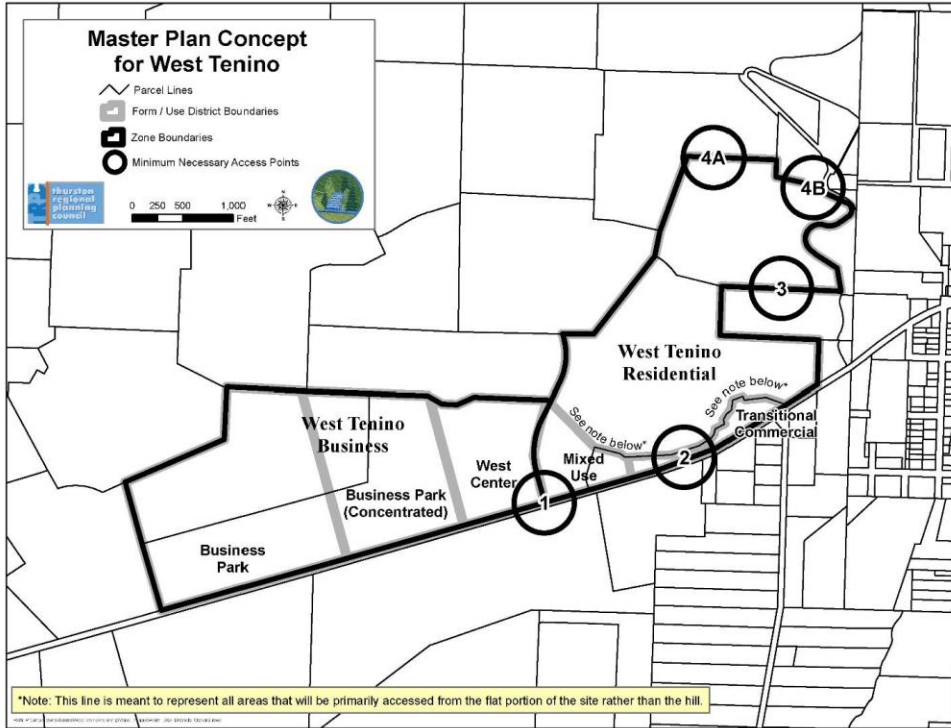 Master Plan Concept
for West Tenino
Parcel Lines
Form / Use District Boundaries
Zone Boundaries
Minimum Necessary Access Points
thurston
regional
planning
council
0 250 500 1,000
Feet
N
W E
S
4A
4B
3
West Tenino
Residential
See note below*
See note below*
Transitional
Commercial
2
Mixed
Use
1
West
Center
West Tenino
Business
Business Park
(Concentrated)
Business
Park
*Note: This line is meant to represent all areas that will be primarily accessed from the flat portion of the site rather than the hill.